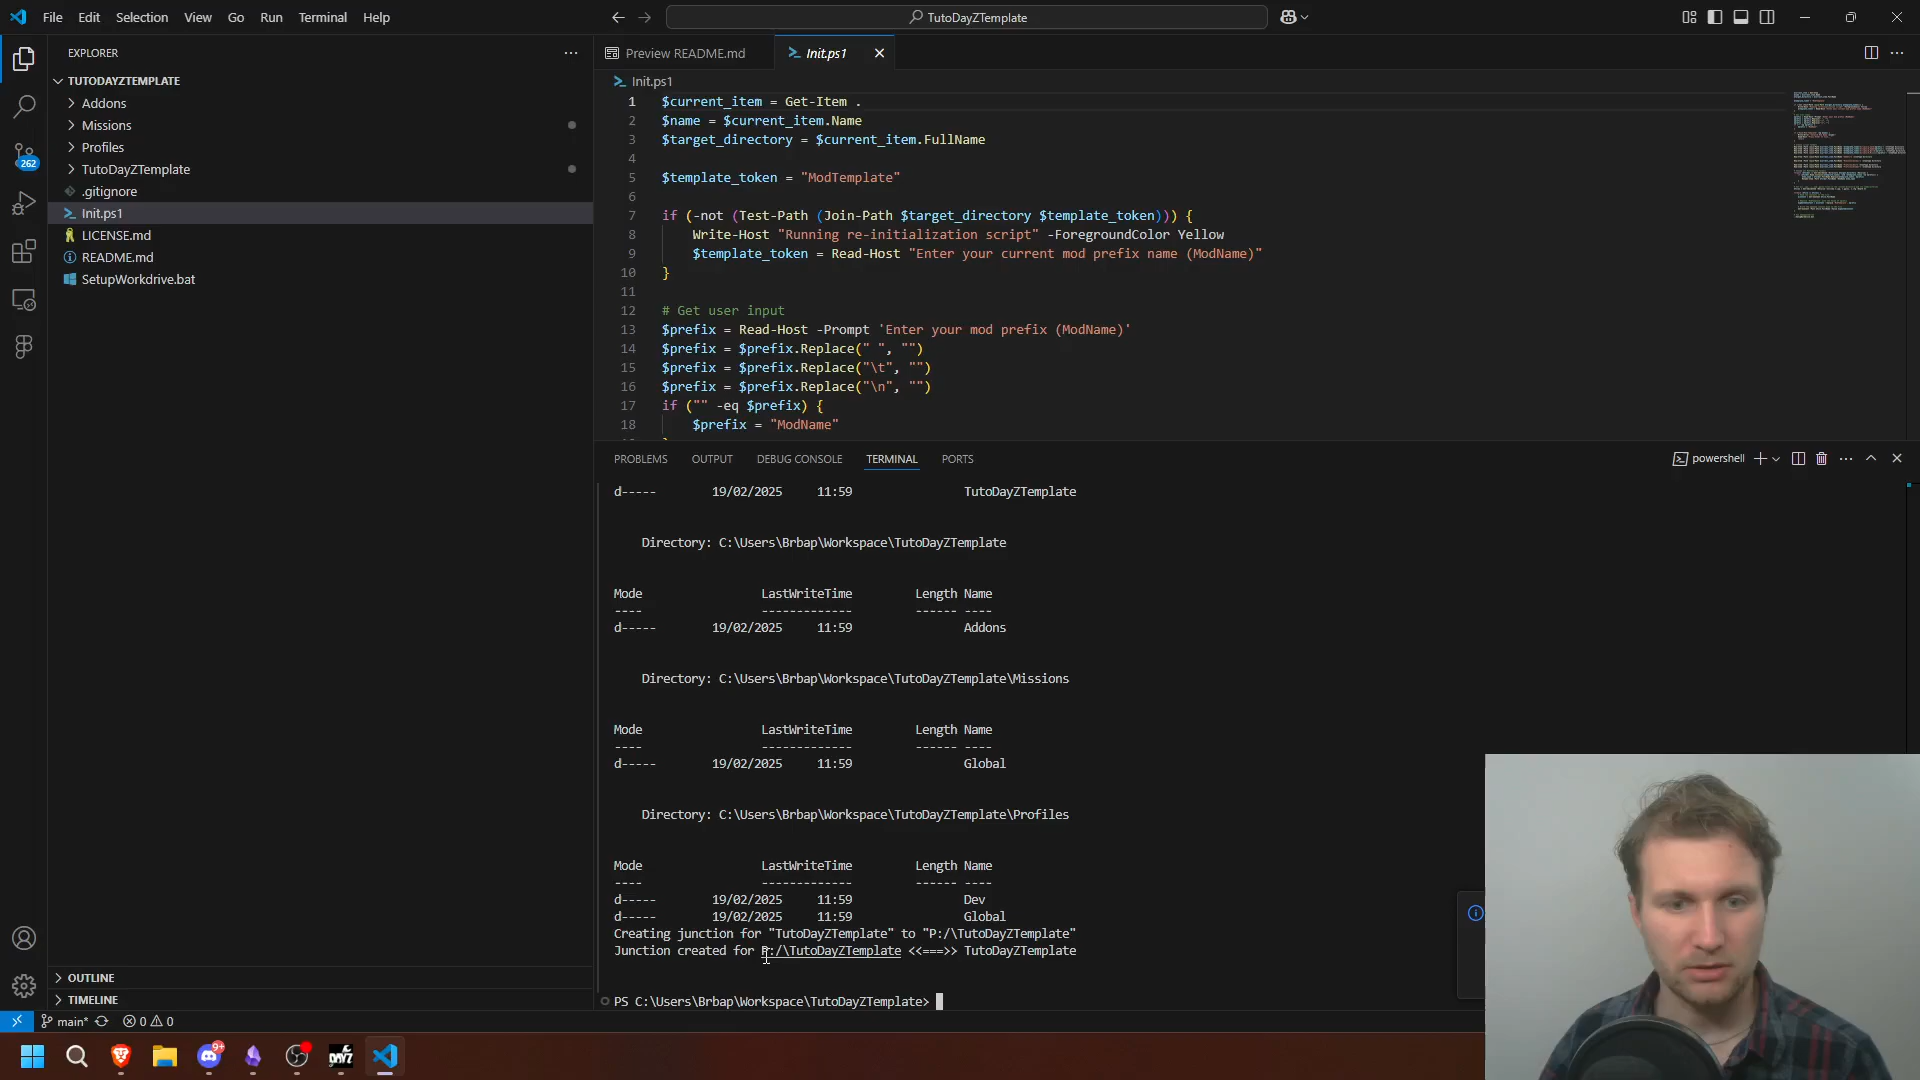 File Edit Selection View Go Run Terminal Help
TutoDayZTemplate
EXPLORER
TUTODAYZTEMPLATE
Addons
Missions
Profiles
TutoDayZTemplate
.gitignore
Init.ps1
LICENSE.md
README.md
SetupWorkdrive.bat
262
OUTLINE
TIMELINE
Preview README.md
Init.ps1
Init.ps1
1 $current_item = Get-Item .
2 $name = $current_item.Name
3 $target_directory = $current_item.FullName
4
5 $template_token = "ModTemplate"
6
7 if (-not (Test-Path (Join-Path $target_directory $template_token))) {
8 Write-Host "Running re-initialization script" -ForegroundColor Yellow
9 $template_token = Read-Host "Enter your current mod prefix name (ModName)"
10 }
11
12 # Get user input
13 $prefix = Read-Host -Prompt 'Enter your mod prefix (ModName)'
14 $prefix = $prefix.Replace(" ", "")
15 $prefix = $prefix.Replace("\t", "")
16 $prefix = $prefix.Replace("\n", "")
17 if ("" -eq $prefix) {
18 $prefix = "ModName"
PROBLEMS OUTPUT DEBUG CONSOLE TERMINAL PORTS
powershell
d----- 19/02/2025 11:59 TutoDayZTemplate
Directory: C:\Users\Brbap\Workspace\TutoDayZTemplate
Mode LastWriteTime Length Name
---- ------------- ------ ----
d----- 19/02/2025 11:59 Addons
Directory: C:\Users\Brbap\Workspace\TutoDayZTemplate\Missions
Mode LastWriteTime Length Name
---- ------------- ------ ----
d----- 19/02/2025 11:59 Global
Directory: C:\Users\Brbap\Workspace\TutoDayZTemplate\Profiles
Mode LastWriteTime Length Name
---- ------------- ------ ----
d----- 19/02/2025 11:59 Dev
d----- 19/02/2025 11:59 Global
Creating junction for "TutoDayZTemplate" to "P:/\TutoDayZTemplate"
Junction created for P:/\TutoDayZTemplate <<===>> TutoDayZTemplate
PS C:\Users\Brbap\Workspace\TutoDayZTemplate>
main* 0 0
9+
DAYZ